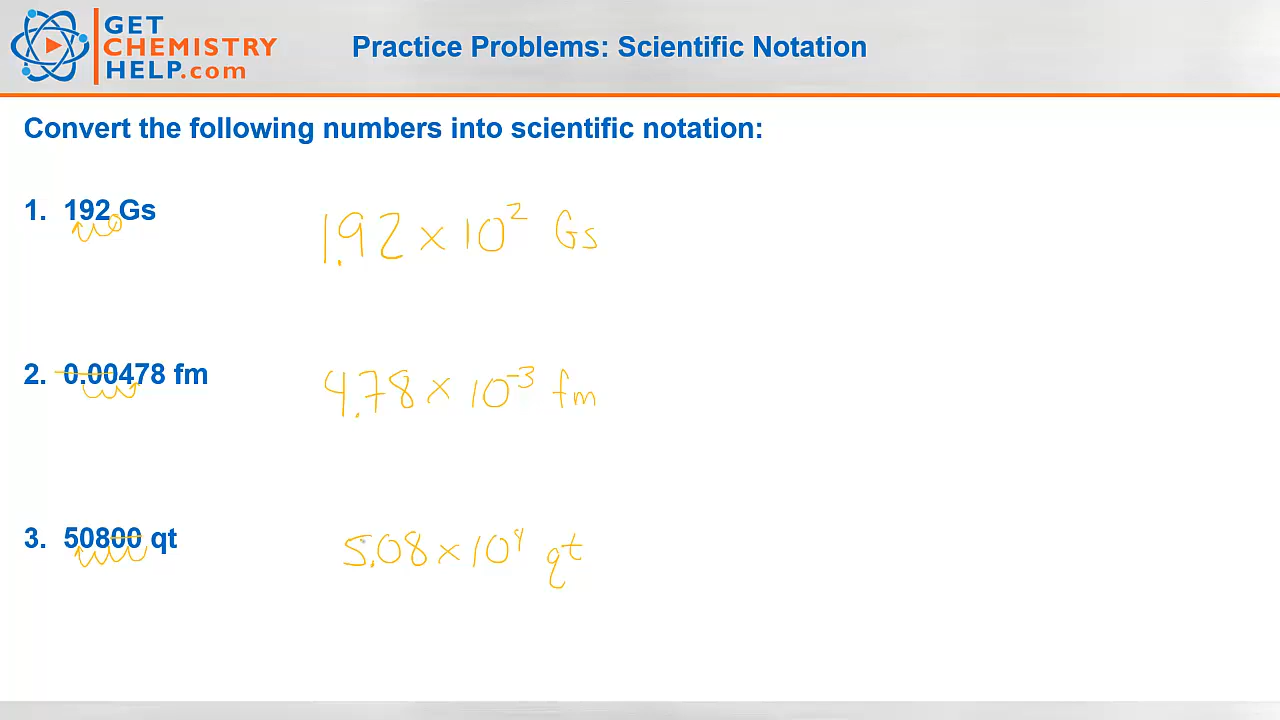 GET
CHEMISTRY
HELP.com
Practice Problems: Scientific Notation
Convert the following numbers into scientific notation:
1. 192 Gs
1.92 × 10² Gs
2. 0.00478 fm
4.78 × 10⁻³ fm
3. 50800 qt
5.08 × 10⁴ qt